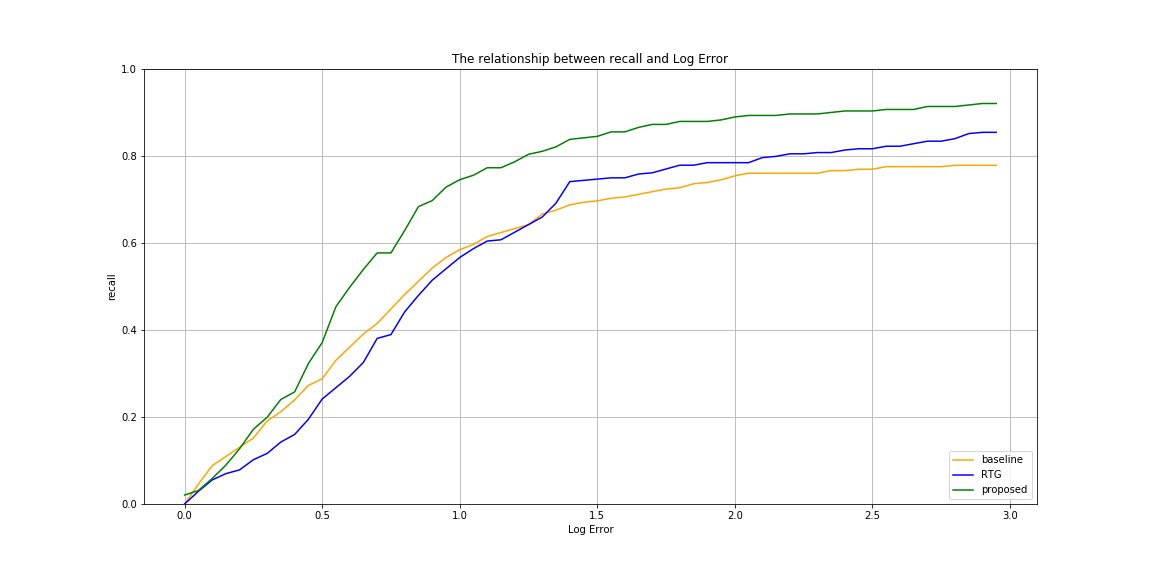 The relationship between recall and Log Error
1.0
0.8
0.6
0.4
0.2
0.0
recall
0.0 0.5 1.0 1.5 2.0 2.5 3.0
Log Error
baseline
RTG
proposed